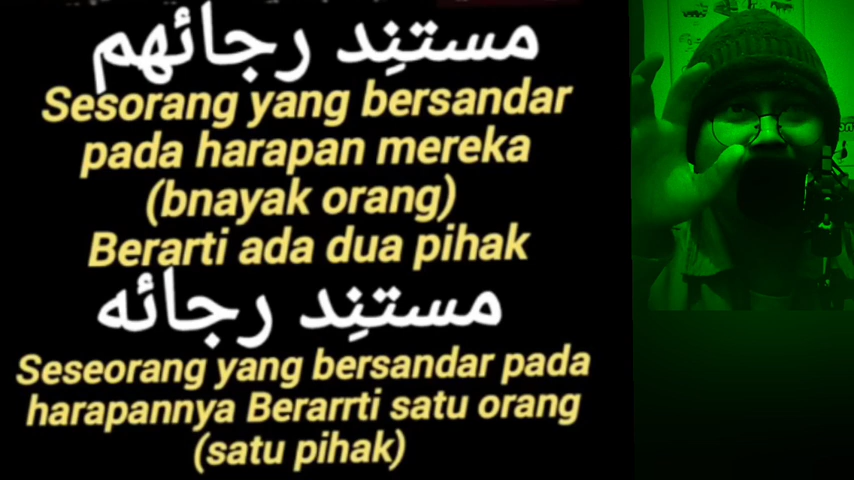 مستنِد رجائهم
Sesorang yang bersandar
pada harapan mereka
(bnayak orang)
Berarti ada dua pihak
مستنِد رجائه
Seseorang yang bersandar pada
harapannya Berarrti satu orang
(satu pihak)